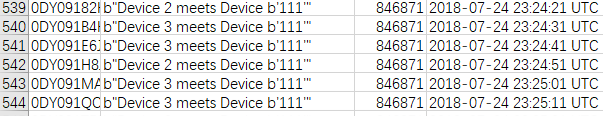 539 0DY09182I b"Device 2 meets Device b'111'" 846871 2018-07-24 23:24:21 UTC
540 0DY091B4I b"Device 3 meets Device b'111'" 846871 2018-07-24 23:24:31 UTC
541 0DY091E6 b"Device 3 meets Device b'111'" 846871 2018-07-24 23:24:41 UTC
542 0DY091H8 b"Device 2 meets Device b'111'" 846871 2018-07-24 23:24:51 UTC
543 0DY091MA b"Device 3 meets Device b'111'" 846871 2018-07-24 23:25:01 UTC
544 0DY091QC b"Device 3 meets Device b'111'" 846871 2018-07-24 23:25:11 UTC